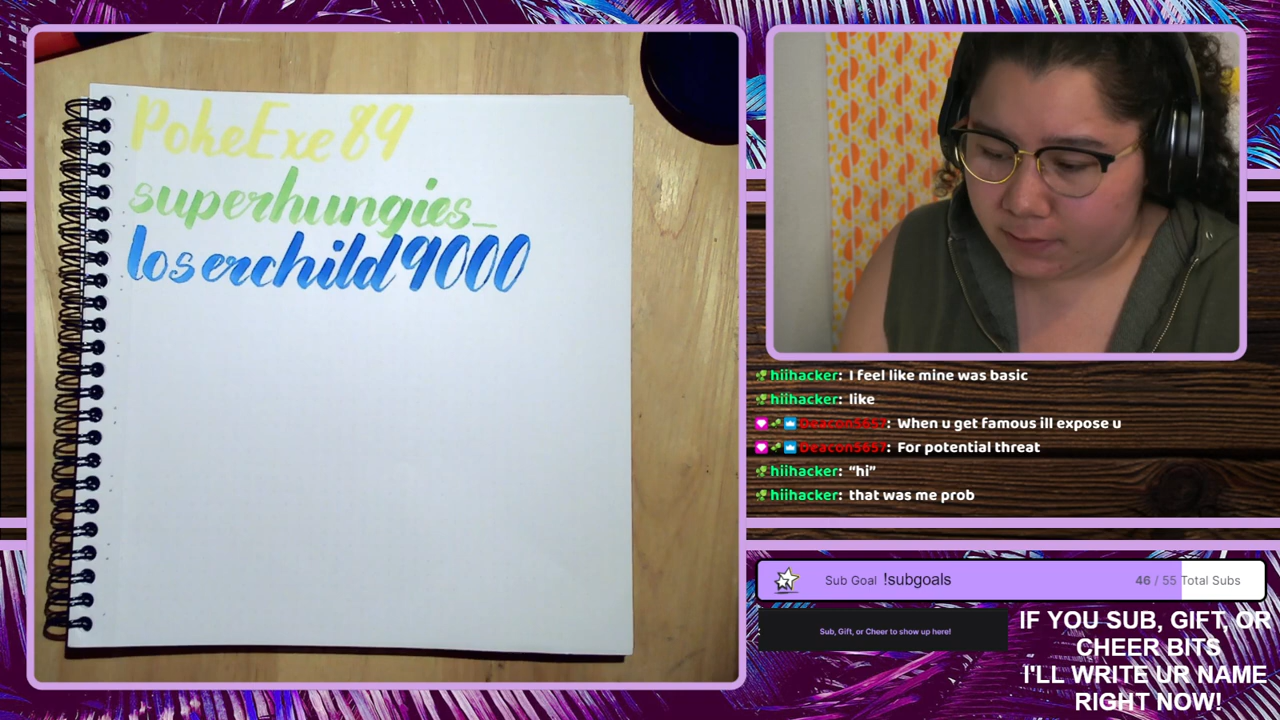 PokeExe89
superhungies_
loserchild9000
hiihacker: I feel like mine was basic
hiihacker: like
Deacon5657: When u get famous ill expose u
Deacon5657: For potential threat
hiihacker: "hi"
hiihacker: that was me prob
Sub Goal !subgoals
46 / 55 Total Subs
Sub, Gift, or Cheer to show up here!
IF YOU SUB, GIFT, OR
CHEER BITS
I'LL WRITE UR NAME
RIGHT NOW!